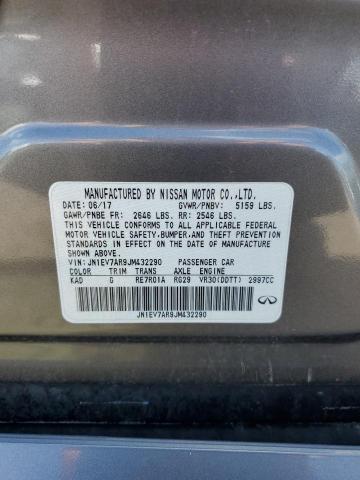 MANUFACTURED BY NISSAN MOTOR CO.,LTD.
DATE: 06/17 GVWR/PNBV: 5159 LBS.
GAWR/PNBE FR: 2646 LBS. RR: 2546 LBS.
THIS VEHICLE CONFORMS TO ALL APPLICABLE FEDERAL
MOTOR VEHICLE SAFETY,BUMPER,AND THEFT PREVENTION
STANDARDS IN EFFECT ON THE DATE OF MANUFACTURE
SHOWN ABOVE.
VIN: JN1EV7AR9JM432290 PASSENGER CAR
COLOR TRIM TRANS AXLE ENGINE
KAD G RE7R01A RG29 VR30(DDTT) 2997CC
JN1EV7AR9JM432290
INFINITI